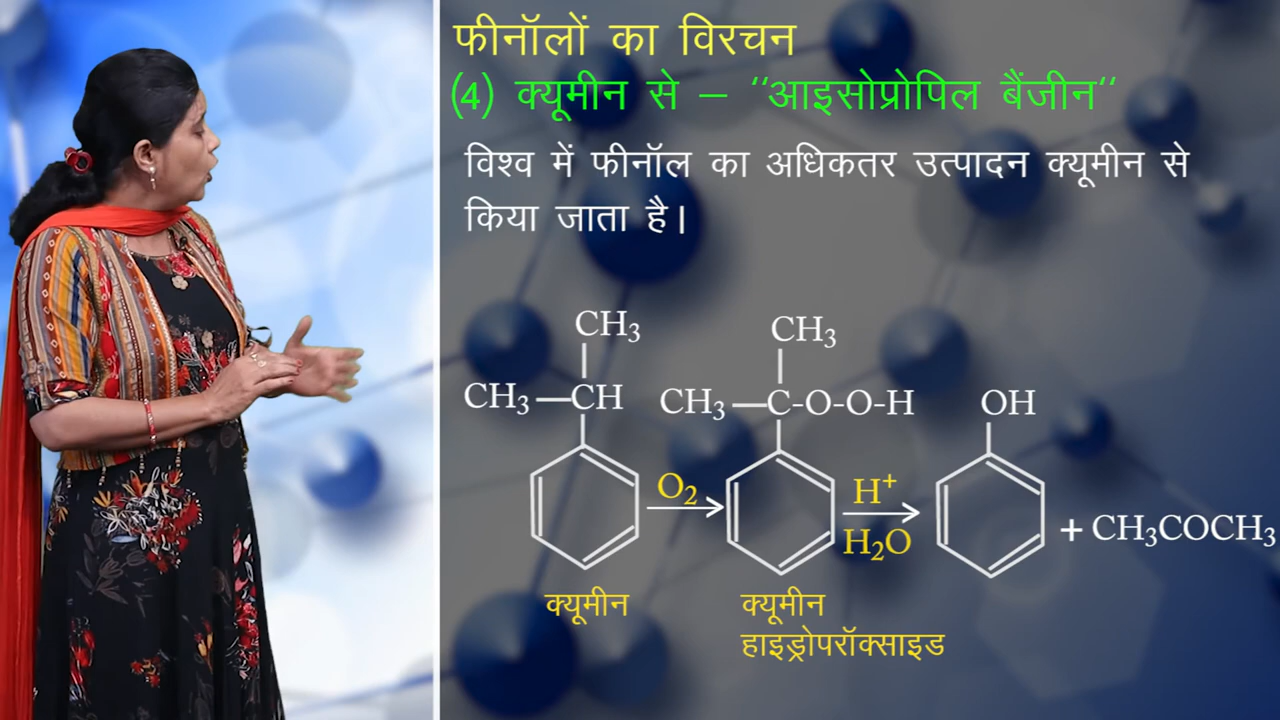 फीनॉलों का विरचन
(4) क्यूमीन से – “आइसोप्रोपिल बैंजीन“
विश्व में फीनॉल का अधिकतर उत्पादन क्यूमीन से
किया जाता है।
CH₃
CH₃
CH₃—CH
CH₃—C-O-O-H
OH
O₂
H⁺
H₂O
+ CH₃COCH₃
क्यूमीन
क्यूमीन
हाइड्रोपरॉक्साइड